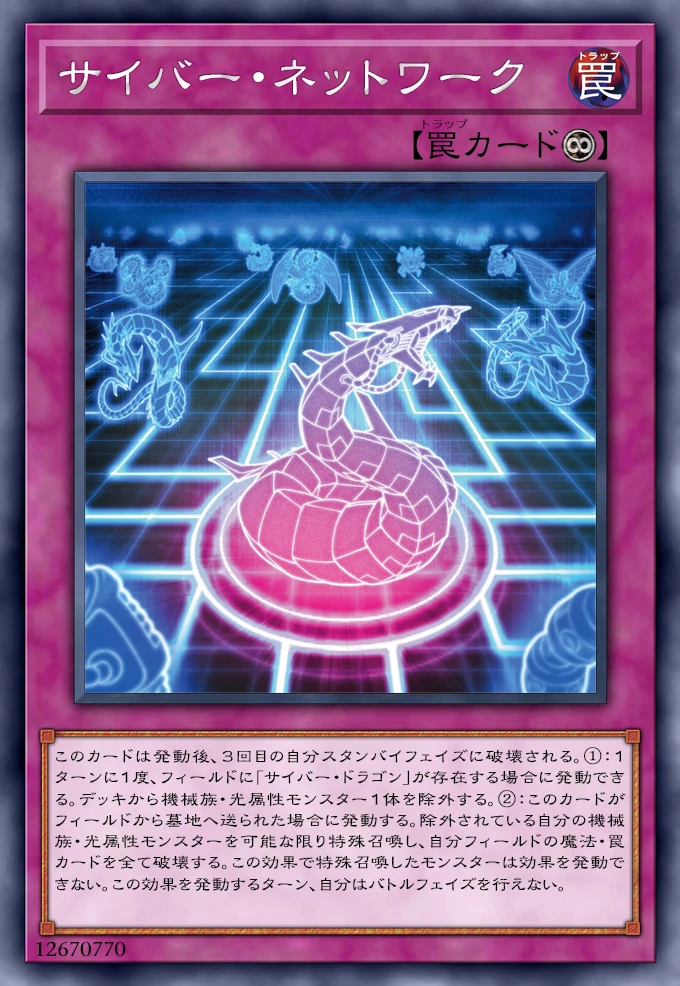 サイバー・ネットワーク
トラップ
罠
トラップ
【罠カード】
このカードは発動後、3回目の自分スタンバイフェイズに破壊される。①:1
ターンに1度、フィールドに「サイバー・ドラゴン」が存在する場合に発動でき
る。デッキから機械族・光属性モンスター1体を除外する。②:このカードが
フィールドから墓地へ送られた場合に発動する。除外されている自分の機械
族・光属性モンスターを可能な限り特殊召喚し、自分フィールドの魔法・罠
カードを全て破壊する。この効果で特殊召喚したモンスターは効果を発動で
きない。この効果を発動するターン、自分はバトルフェイズを行えない。
12670770